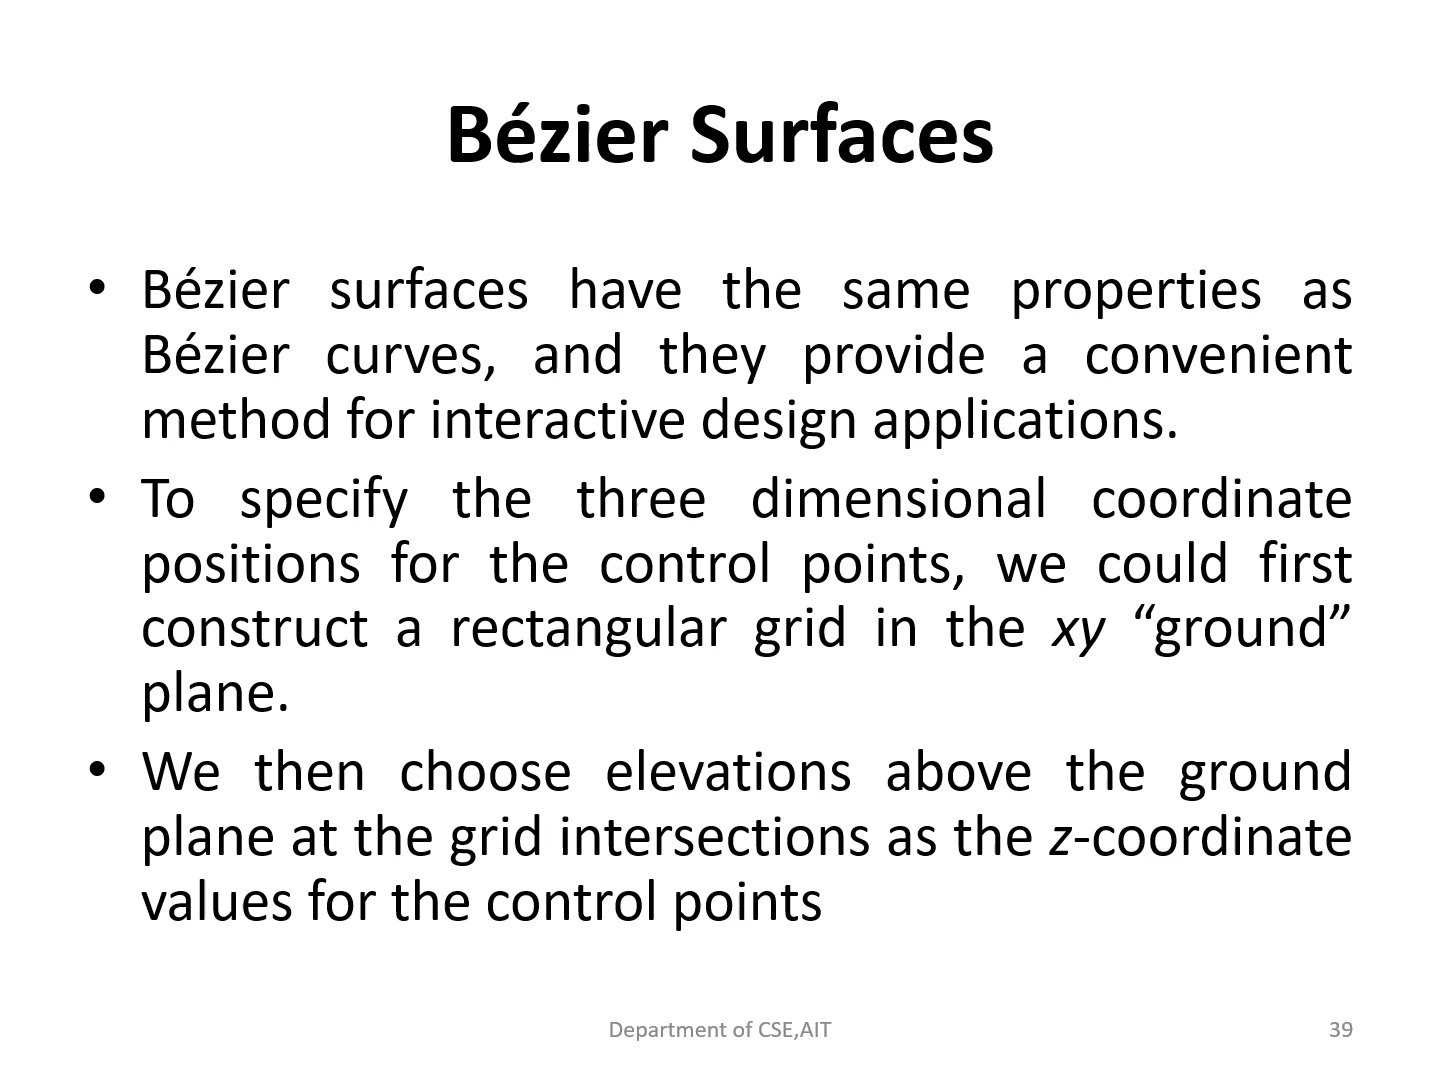 Bézier Surfaces
• Bézier surfaces have the same properties as
Bézier curves, and they provide a convenient
method for interactive design applications.
• To specify the three dimensional coordinate
positions for the control points, we could first
construct a rectangular grid in the xy “ground”
plane.
• We then choose elevations above the ground
plane at the grid intersections as the z-coordinate
values for the control points
Department of CSE,AIT
39